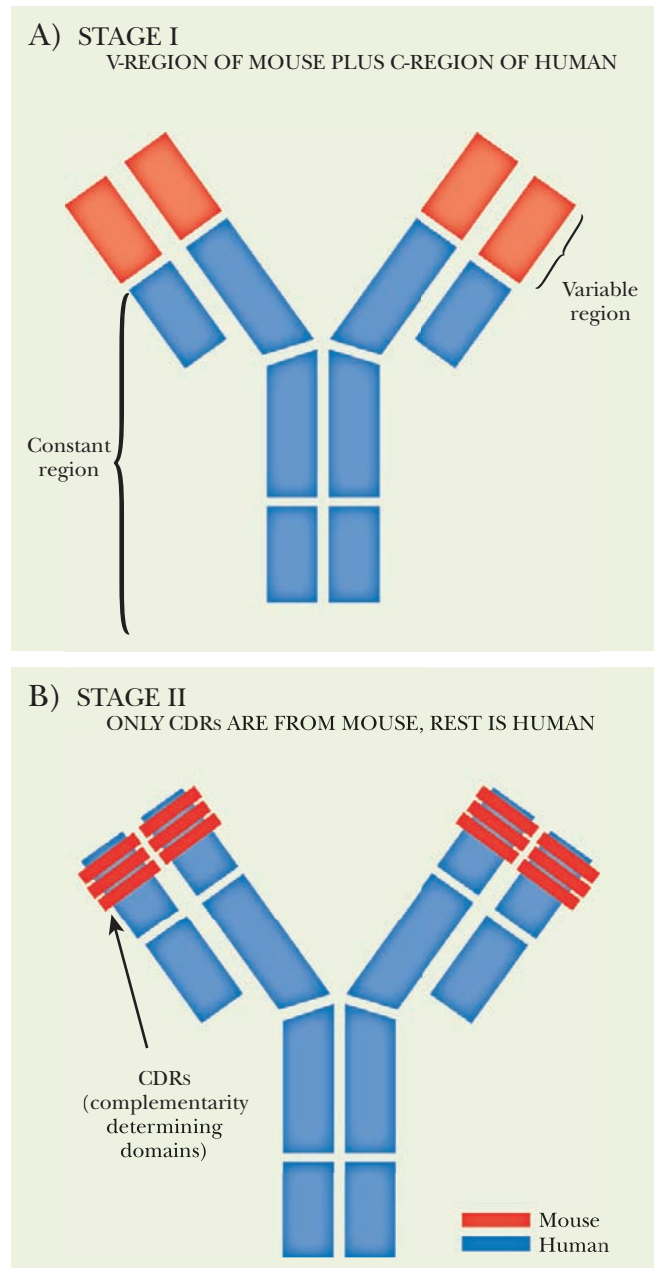 A) STAGE I
V-REGION OF MOUSE PLUS C-REGION OF HUMAN
Variable
region
Constant
region
B) STAGE II
ONLY CDRs ARE FROM MOUSE, REST IS HUMAN
CDRs
(complementarity
determining
domains)
Mouse
Human